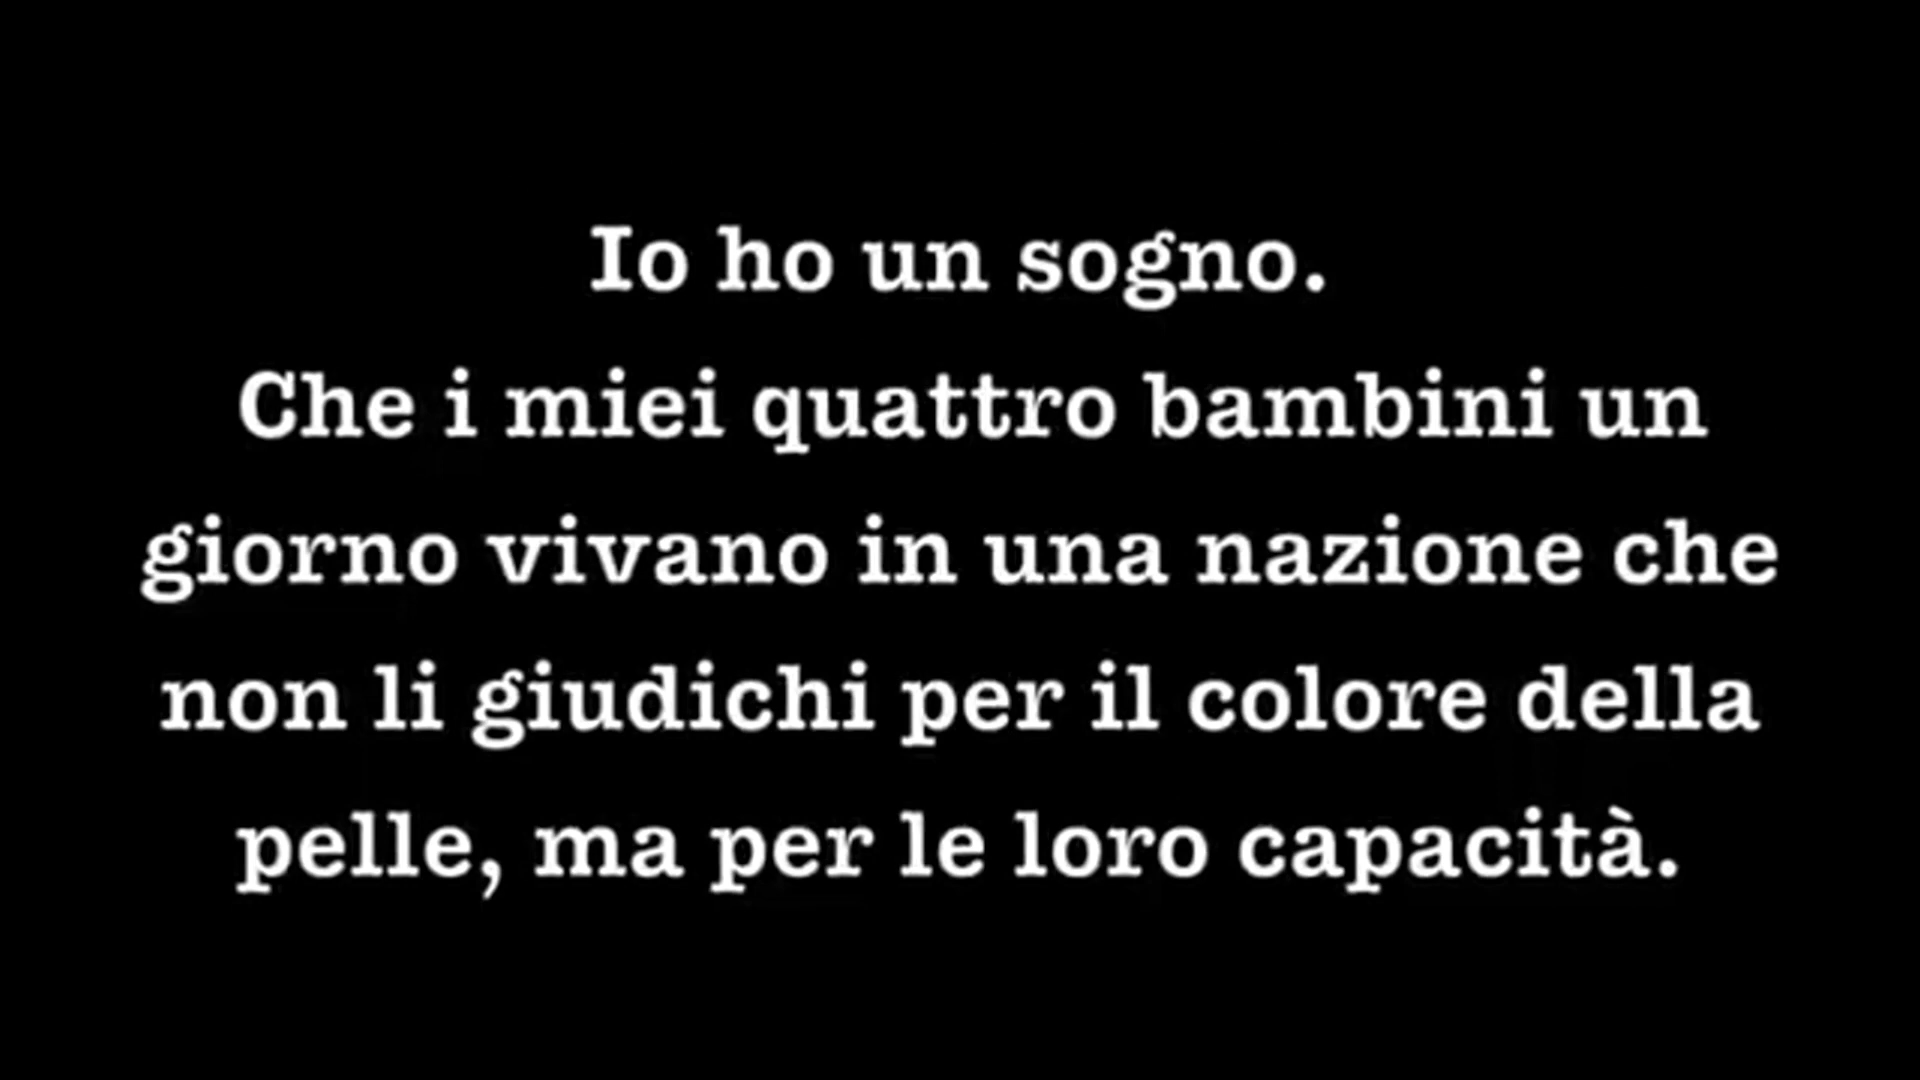 Io ho un sogno.
Che i miei quattro bambini un
giorno vivano in una nazione che
non li giudichi per il colore della
pelle, ma per le loro capacità.